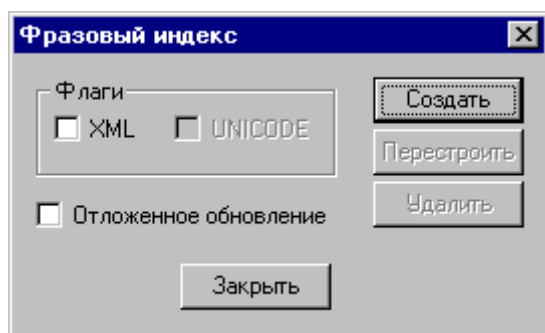 Фразовый индекс
Флаги
XML UNICODE
Отложенное обновление
Создать
Перестроить
Удалить
Закрыть